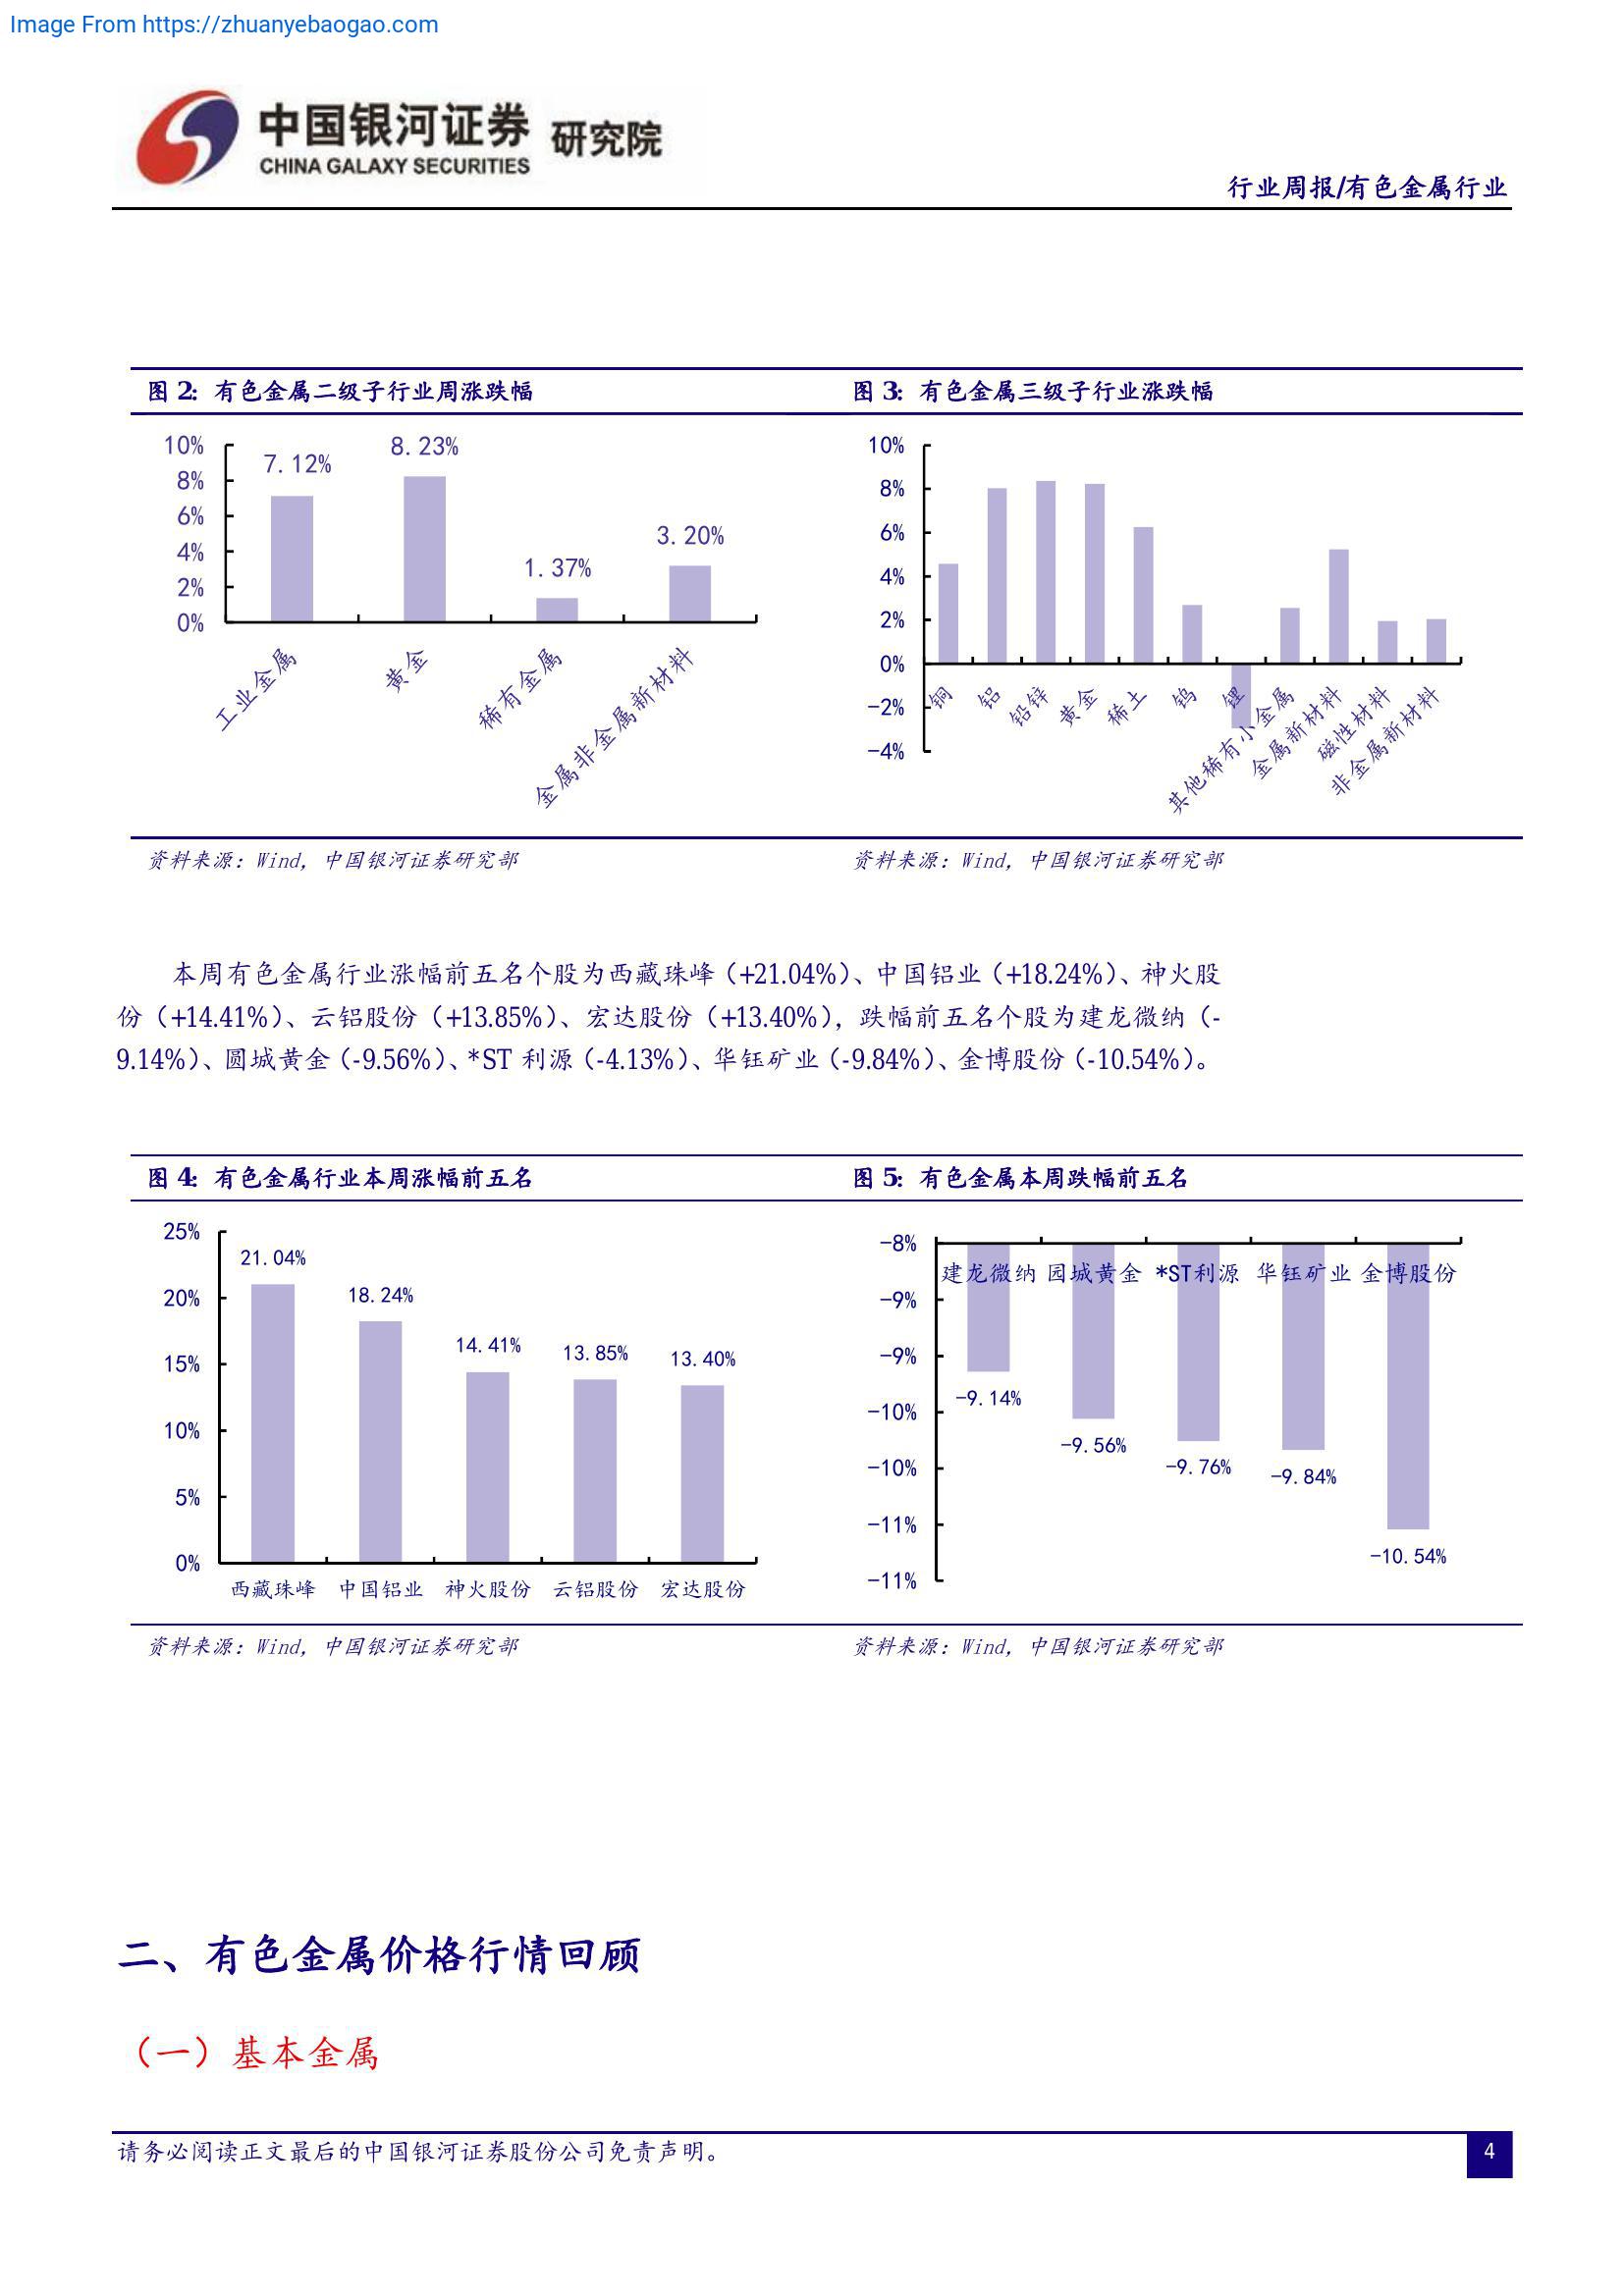 Image From https://zhuanyebaogao.com
中国银河证券 研究院
CHINA GALAXY SECURITIES
行业周报/有色金属行业
图 2: 有色金属二级子行业周涨跌幅
10%
8%
6%
4%
2%
0%
7.12%
8.23%
1.37%
3.20%
工业金属
黄金
稀有金属
金属非金属新材料
资料来源：Wind，中国银河证券研究部
图 3: 有色金属三级子行业涨跌幅
10%
8%
6%
4%
2%
0%
-2%
-4%
铜
铝
铅锌
黄金
稀土
钨
锂
其他稀有小金属
金属新材料
磁性材料
非金属新材料
资料来源：Wind，中国银河证券研究部
本周有色金属行业涨幅前五名个股为西藏珠峰（+21.04%）、中国铝业（+18.24%）、神火股
份（+14.41%）、云铝股份（+13.85%）、宏达股份（+13.40%），跌幅前五名个股为建龙微纳（-
9.14%）、圆城黄金（-9.56%）、*ST 利源（-4.13%）、华钰矿业（-9.84%）、金博股份（-10.54%）。
图 4: 有色金属行业本周涨幅前五名
25%
20%
15%
10%
5%
0%
21.04%
18.24%
14.41%
13.85%
13.40%
西藏珠峰 中国铝业 神火股份 云铝股份 宏达股份
资料来源：Wind，中国银河证券研究部
图 5: 有色金属本周跌幅前五名
-8%
-9%
-9%
-10%
-10%
-11%
-11%
建龙微纳 园城黄金 *ST利源 华钰矿业 金博股份
-9.14%
-9.56%
-9.76%
-9.84%
-10.54%
资料来源：Wind，中国银河证券研究部
二、有色金属价格行情回顾
（一）基本金属
请务必阅读正文最后的中国银河证券股份公司免责声明。
4